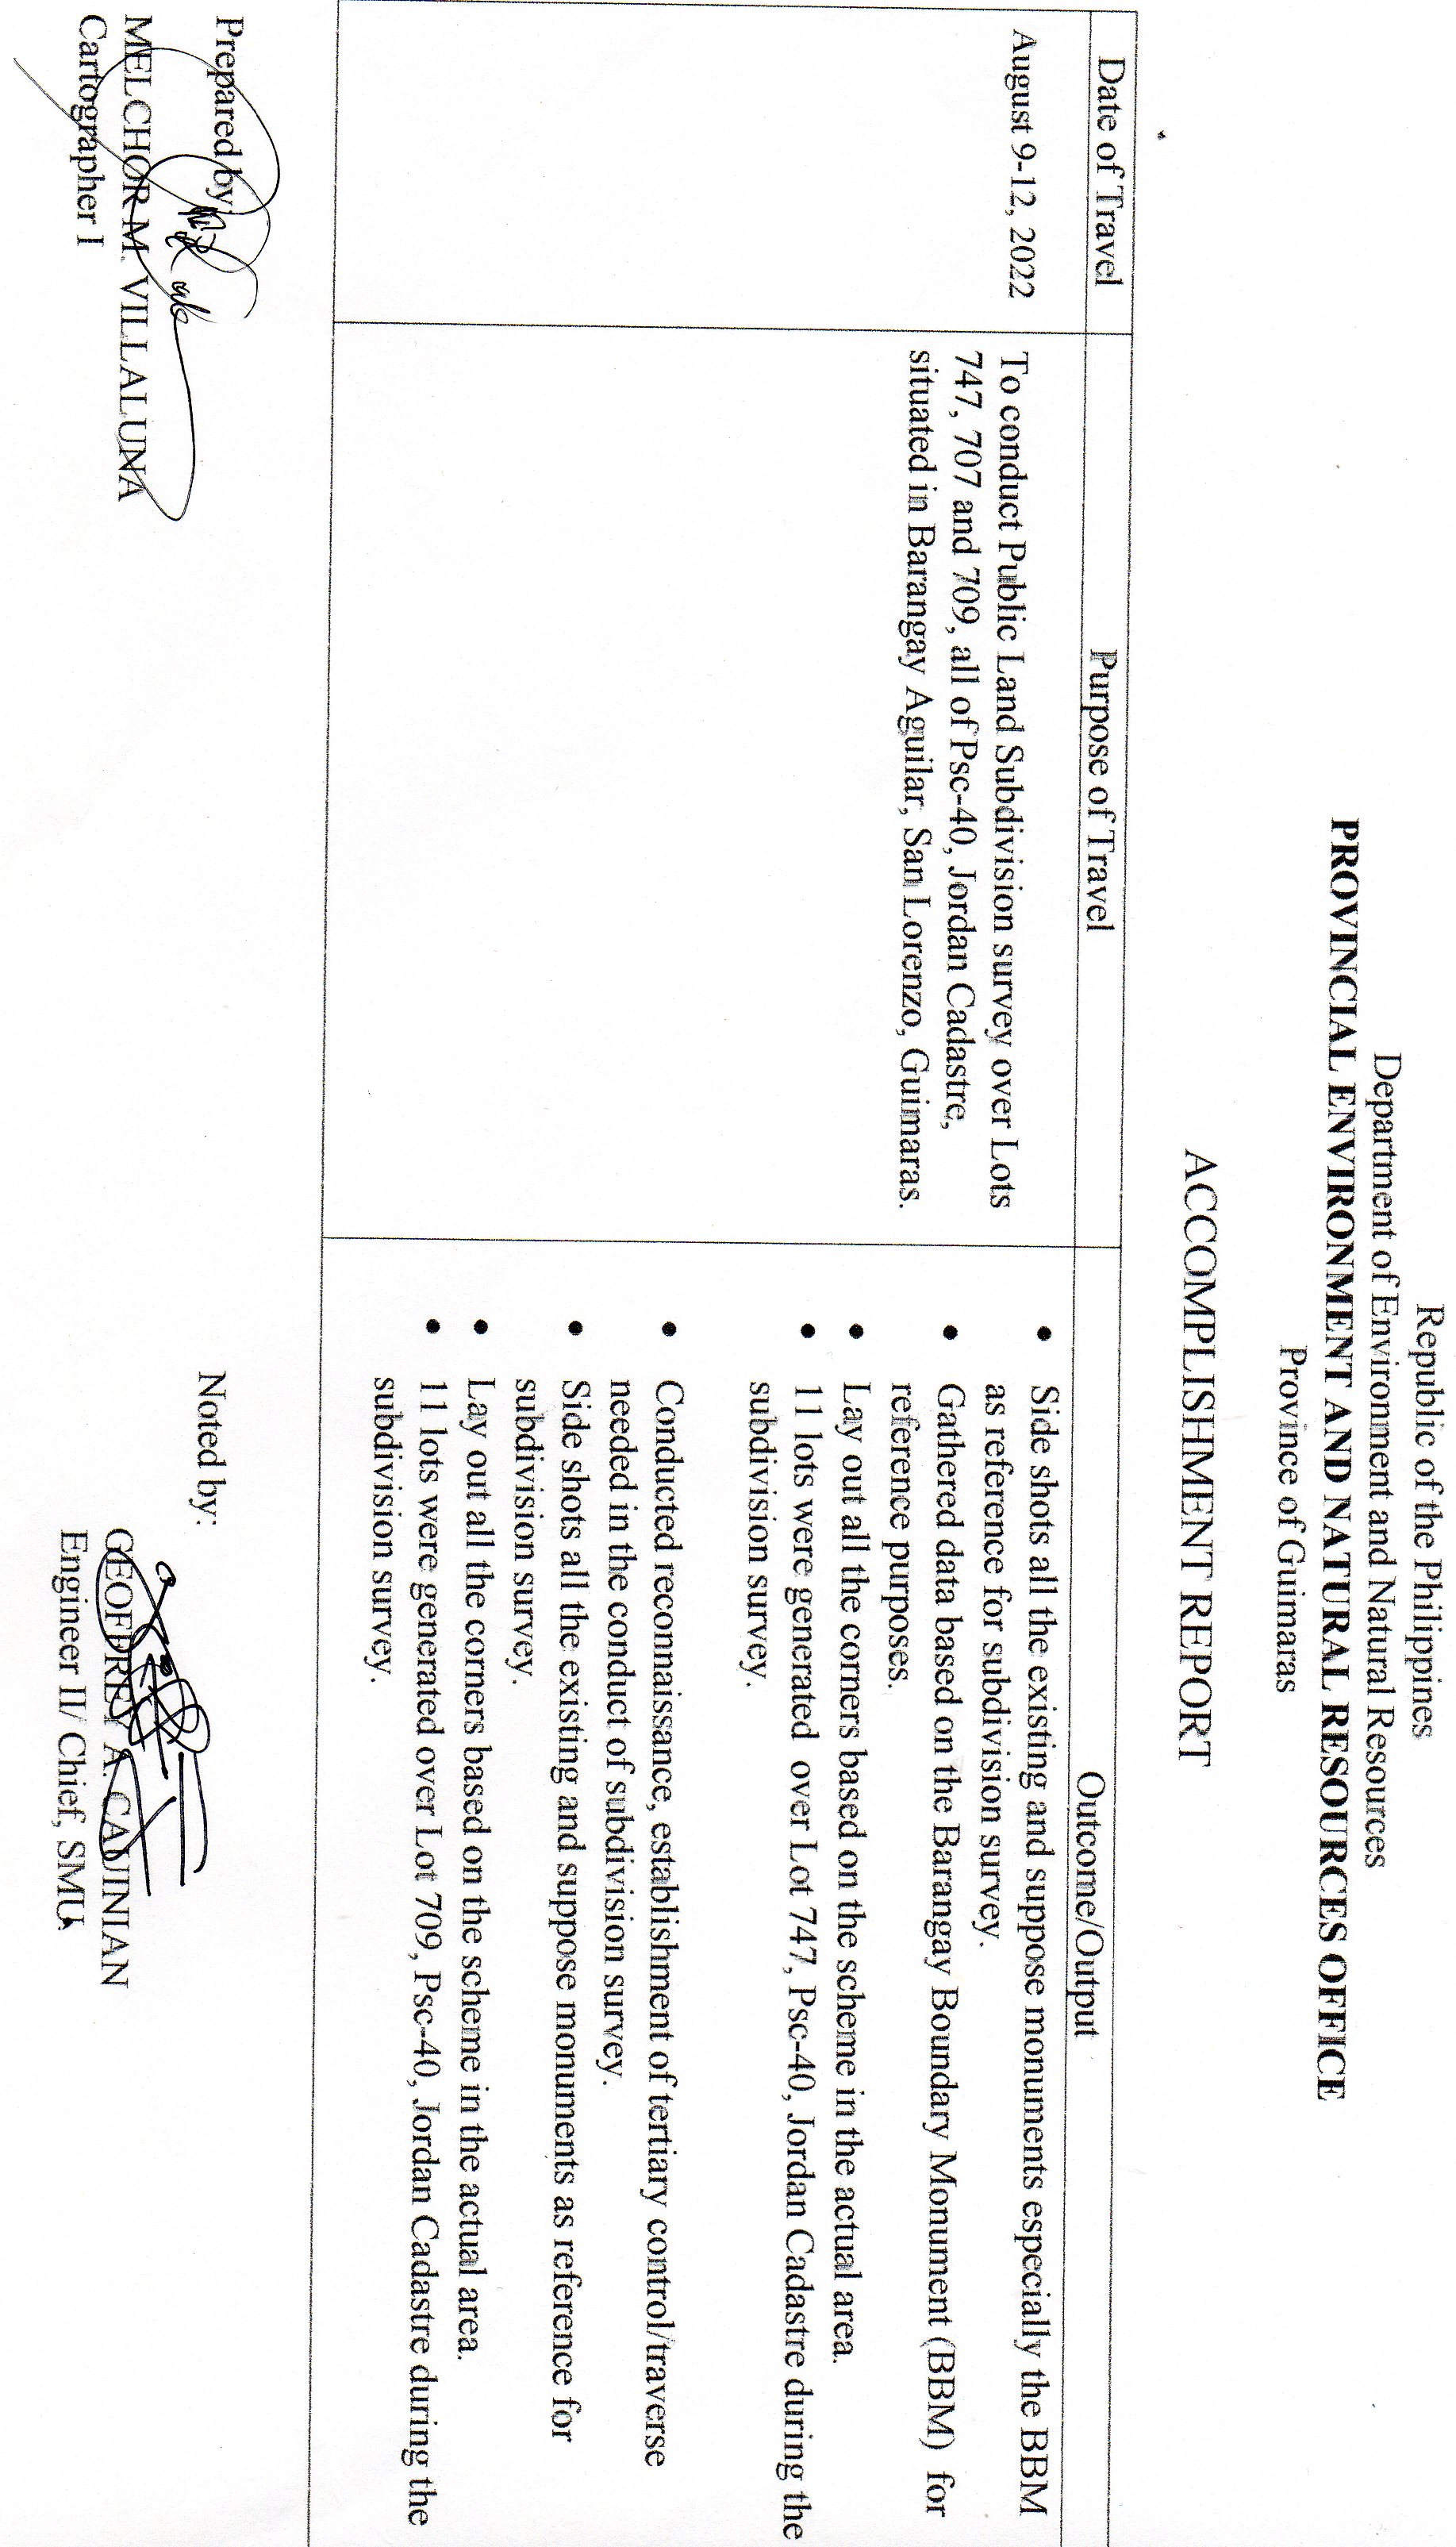 Republic of the Philippines
Department of Environment and Natural Resources
PROVINCIAL ENVIRONMENT AND NATURAL RESOURCES OFFICE
Province of Guimaras
ACCOMPLISHMENT REPORT
Date of Travel
Purpose of Travel
Outcome/Output
August 9-12, 2022
To conduct Public Land Subdivision survey over Lots
747, 707 and 709, all of Psc-40, Jordan Cadastre,
situated in Barangay Aguilar, San Lorenzo, Guimaras.
• Side shots all the existing and suppose monuments especially the BBM
as reference for subdivision survey.
• Gathered data based on the Barangay Boundary Monument (BBM) for
reference purposes.
• Lay out all the corners based on the scheme in the actual area.
• 11 lots were generated over Lot 747, Psc-40, Jordan Cadastre during the
subdivision survey.
• Conducted reconnaissance, establishment of tertiary control/traverse
needed in the conduct of subdivision survey.
• Side shots all the existing and suppose monuments as reference for
subdivision survey.
• Lay out all the corners based on the scheme in the actual area.
• 11 lots were generated over Lot 709, Psc-40, Jordan Cadastre during the
subdivision survey.
Prepared by
MELCHOR M. VILLALUNA
Cartographer I
Noted by:
GEOFFREY A. CAUINIAN
Engineer II/ Chief, SMU